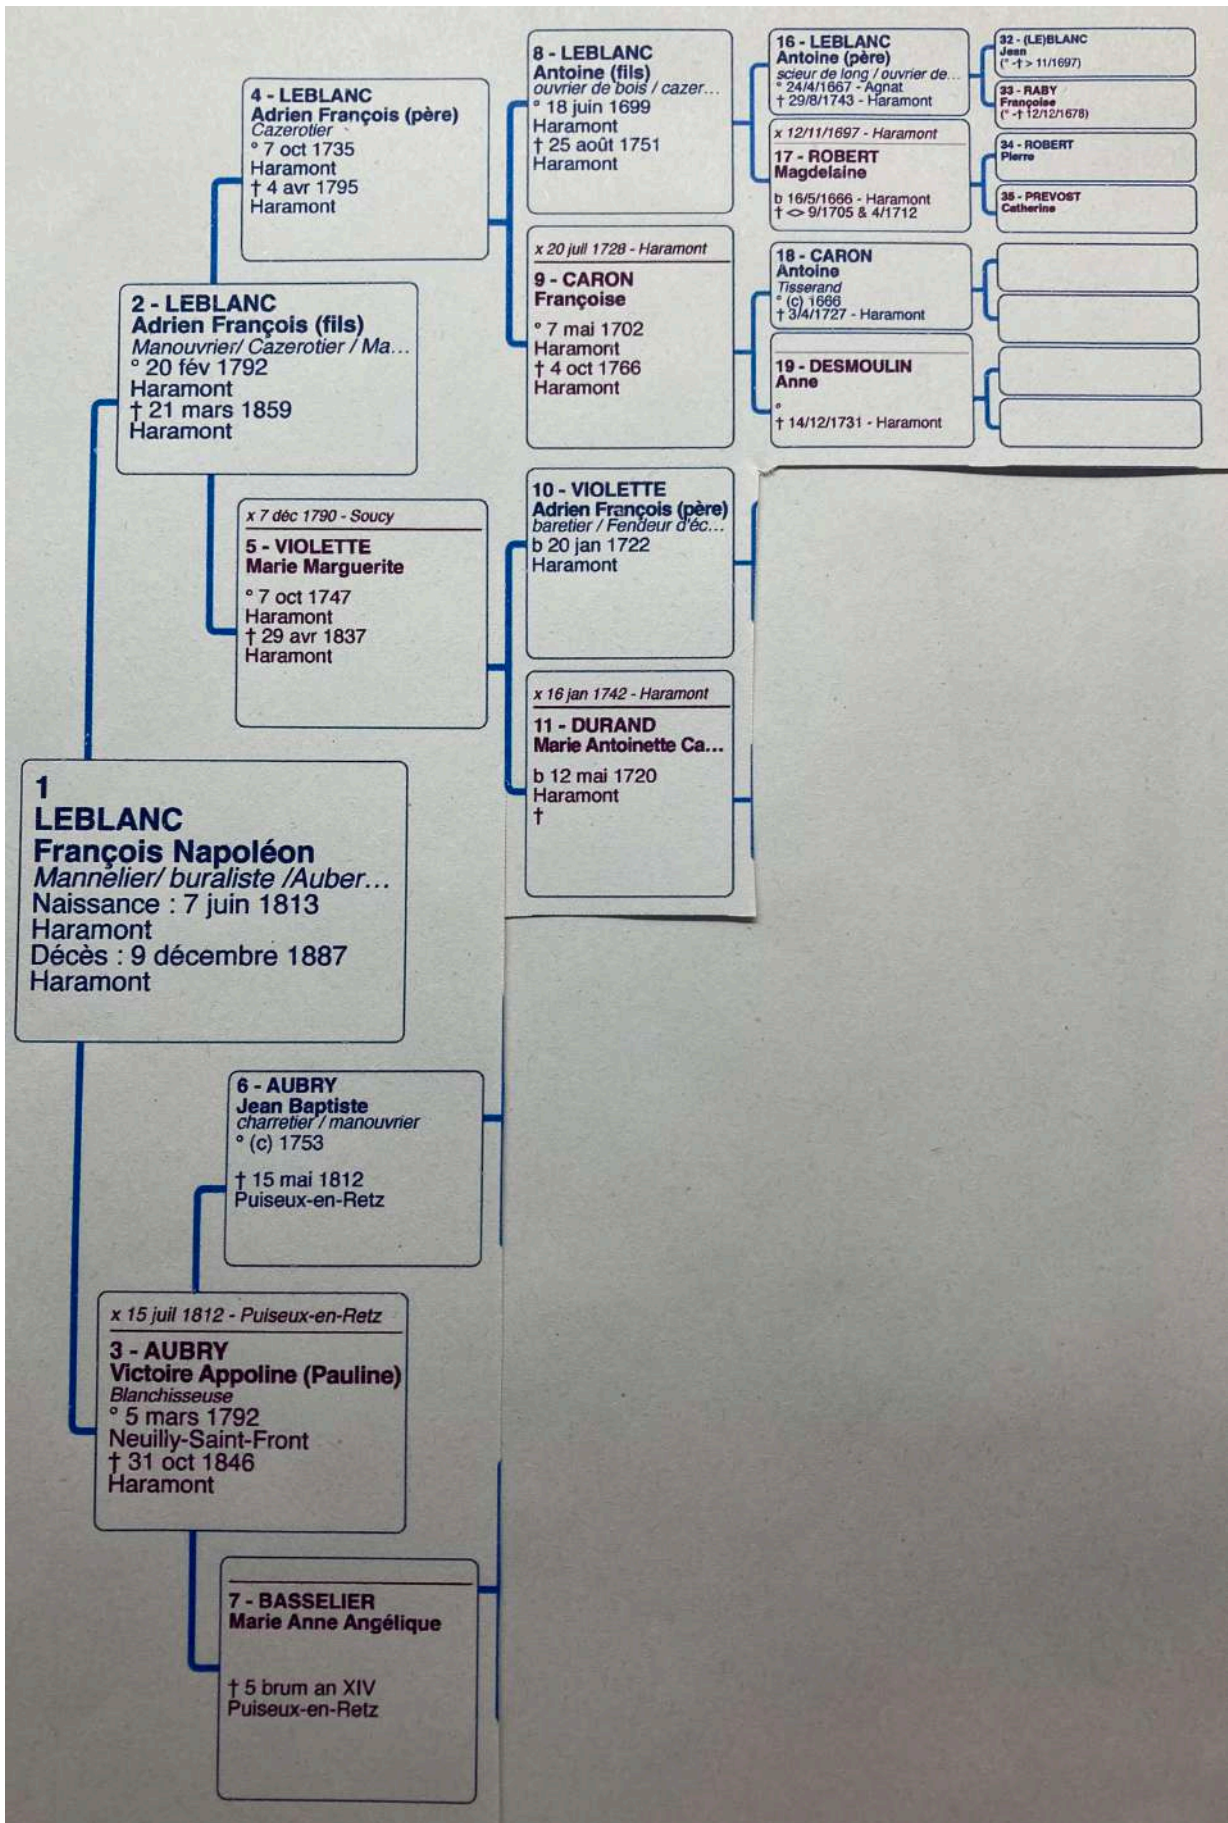 1
LEBLANC
François Napoléon
Mannelier/ buraliste /Auber...
Naissance : 7 juin 1813
Haramont
Décès : 9 décembre 1887
Haramont
2 - LEBLANC
Adrien François (fils)
Manouvrier/ Cazerotier / Ma...
° 20 fév 1792
Haramont
† 21 mars 1859
Haramont
x 15 juil 1812 - Puiseux-en-Retz
3 - AUBRY
Victoire Appoline (Pauline)
Blanchisseuse
° 5 mars 1792
Neuilly-Saint-Front
† 31 oct 1846
Haramont
4 - LEBLANC
Adrien François (père)
Cazerotier
° 7 oct 1735
Haramont
† 4 avr 1795
Haramont
x 7 déc 1790 - Soucy
5 - VIOLETTE
Marie Marguerite
° 7 oct 1747
Haramont
† 29 avr 1837
Haramont
6 - AUBRY
Jean Baptiste
charretier / manouvrier
° (c) 1753
† 15 mai 1812
Puiseux-en-Retz
7 - BASSELIER
Marie Anne Angélique
† 5 brum an XIV
Puiseux-en-Retz
8 - LEBLANC
Antoine (fils)
ouvrier de bois / cazer...
° 18 juin 1699
Haramont
† 25 août 1751
Haramont
x 20 juil 1728 - Haramont
9 - CARON
Françoise
° 7 mai 1702
Haramont
† 4 oct 1766
Haramont
10 - VIOLETTE
Adrien François (père)
baretier / Fendeur d'éc...
b 20 jan 1722
Haramont
x 16 jan 1742 - Haramont
11 - DURAND
Marie Antoinette Ca...
b 12 mai 1720
Haramont
†
16 - LEBLANC
Antoine (père)
scieur de long / ouvrier de...
° 24/4/1667 - Agnat
† 29/8/1743 - Haramont
x 12/11/1697 - Haramont
17 - ROBERT
Magdelaine
b 16/5/1666 - Haramont
† <> 9/1705 & 4/1712
18 - CARON
Antoine
Tisserand
° (c) 1666
† 3/4/1727 - Haramont
19 - DESMOULIN
Anne
°
† 14/12/1731 - Haramont
32 - (LE)BLANC
Jean
(° -† > 11/1697)
33 - RABY
Françoise
(° -† 12/12/1678)
34 - ROBERT
Pierre
35 - PREVOST
Catherine